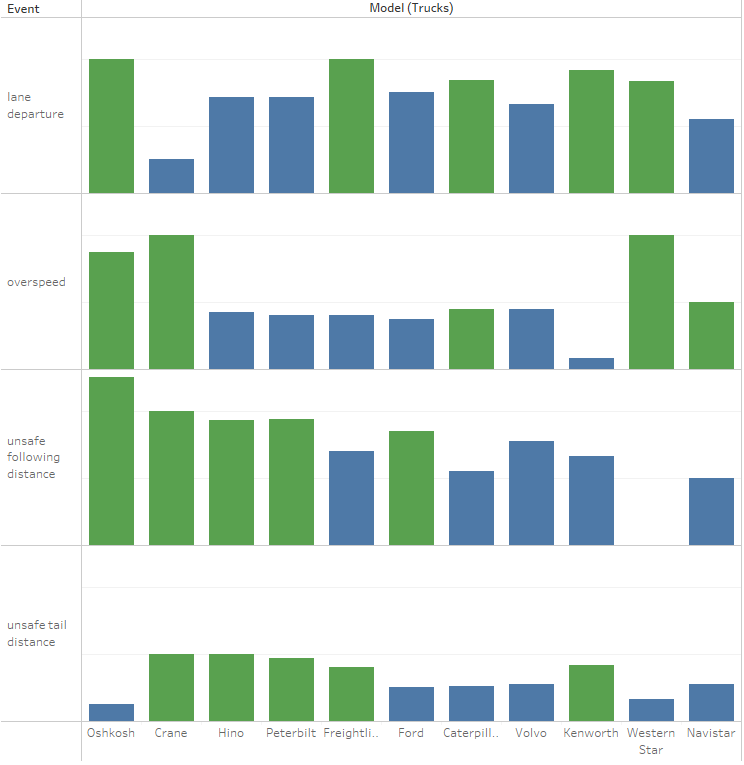 Event
Model (Trucks)
lane
departure
overspeed
unsafe
following
distance
unsafe tail
distance
Oshkosh
Crane
Hino
Peterbilt
Freightli..
Ford
Caterpill..
Volvo
Kenworth
Western
Star
Navistar